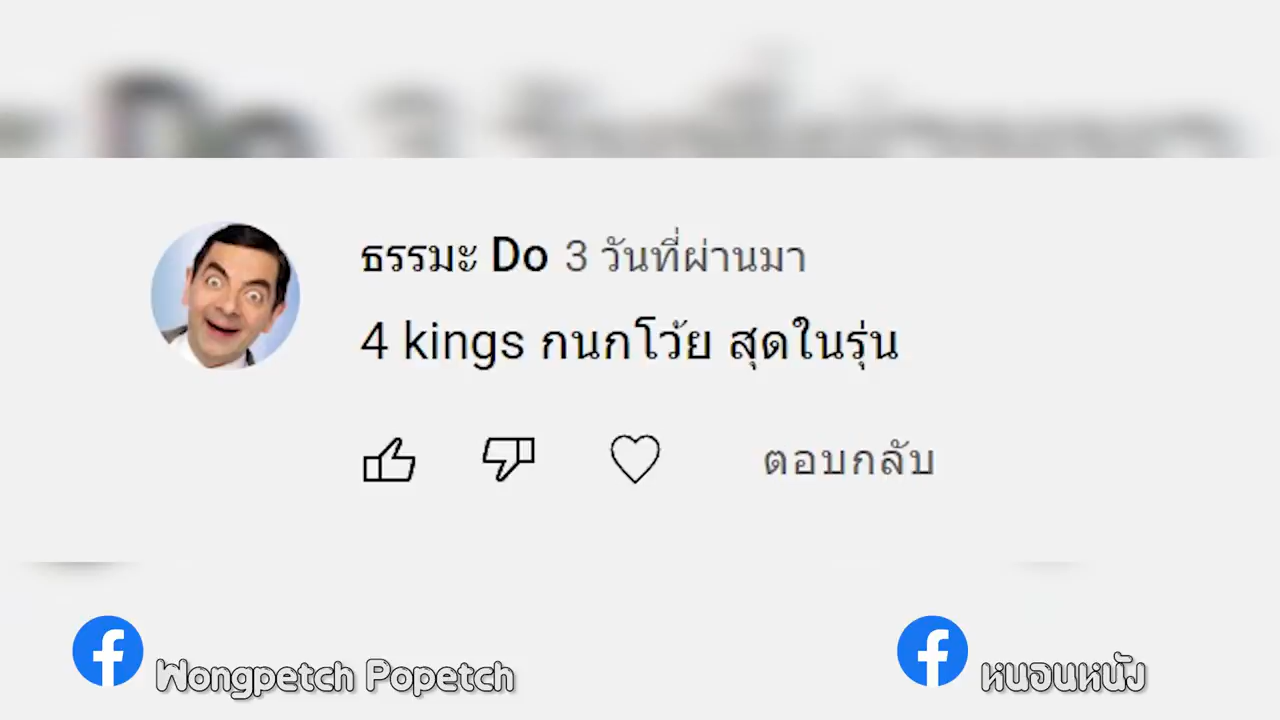 ธรรมะ Do 3 วันที่ผ่านมา
4 kings กนกโว้ย สุดในรุ่น
ตอบกลับ
Wongpetch Popetch
หนอนหนัง